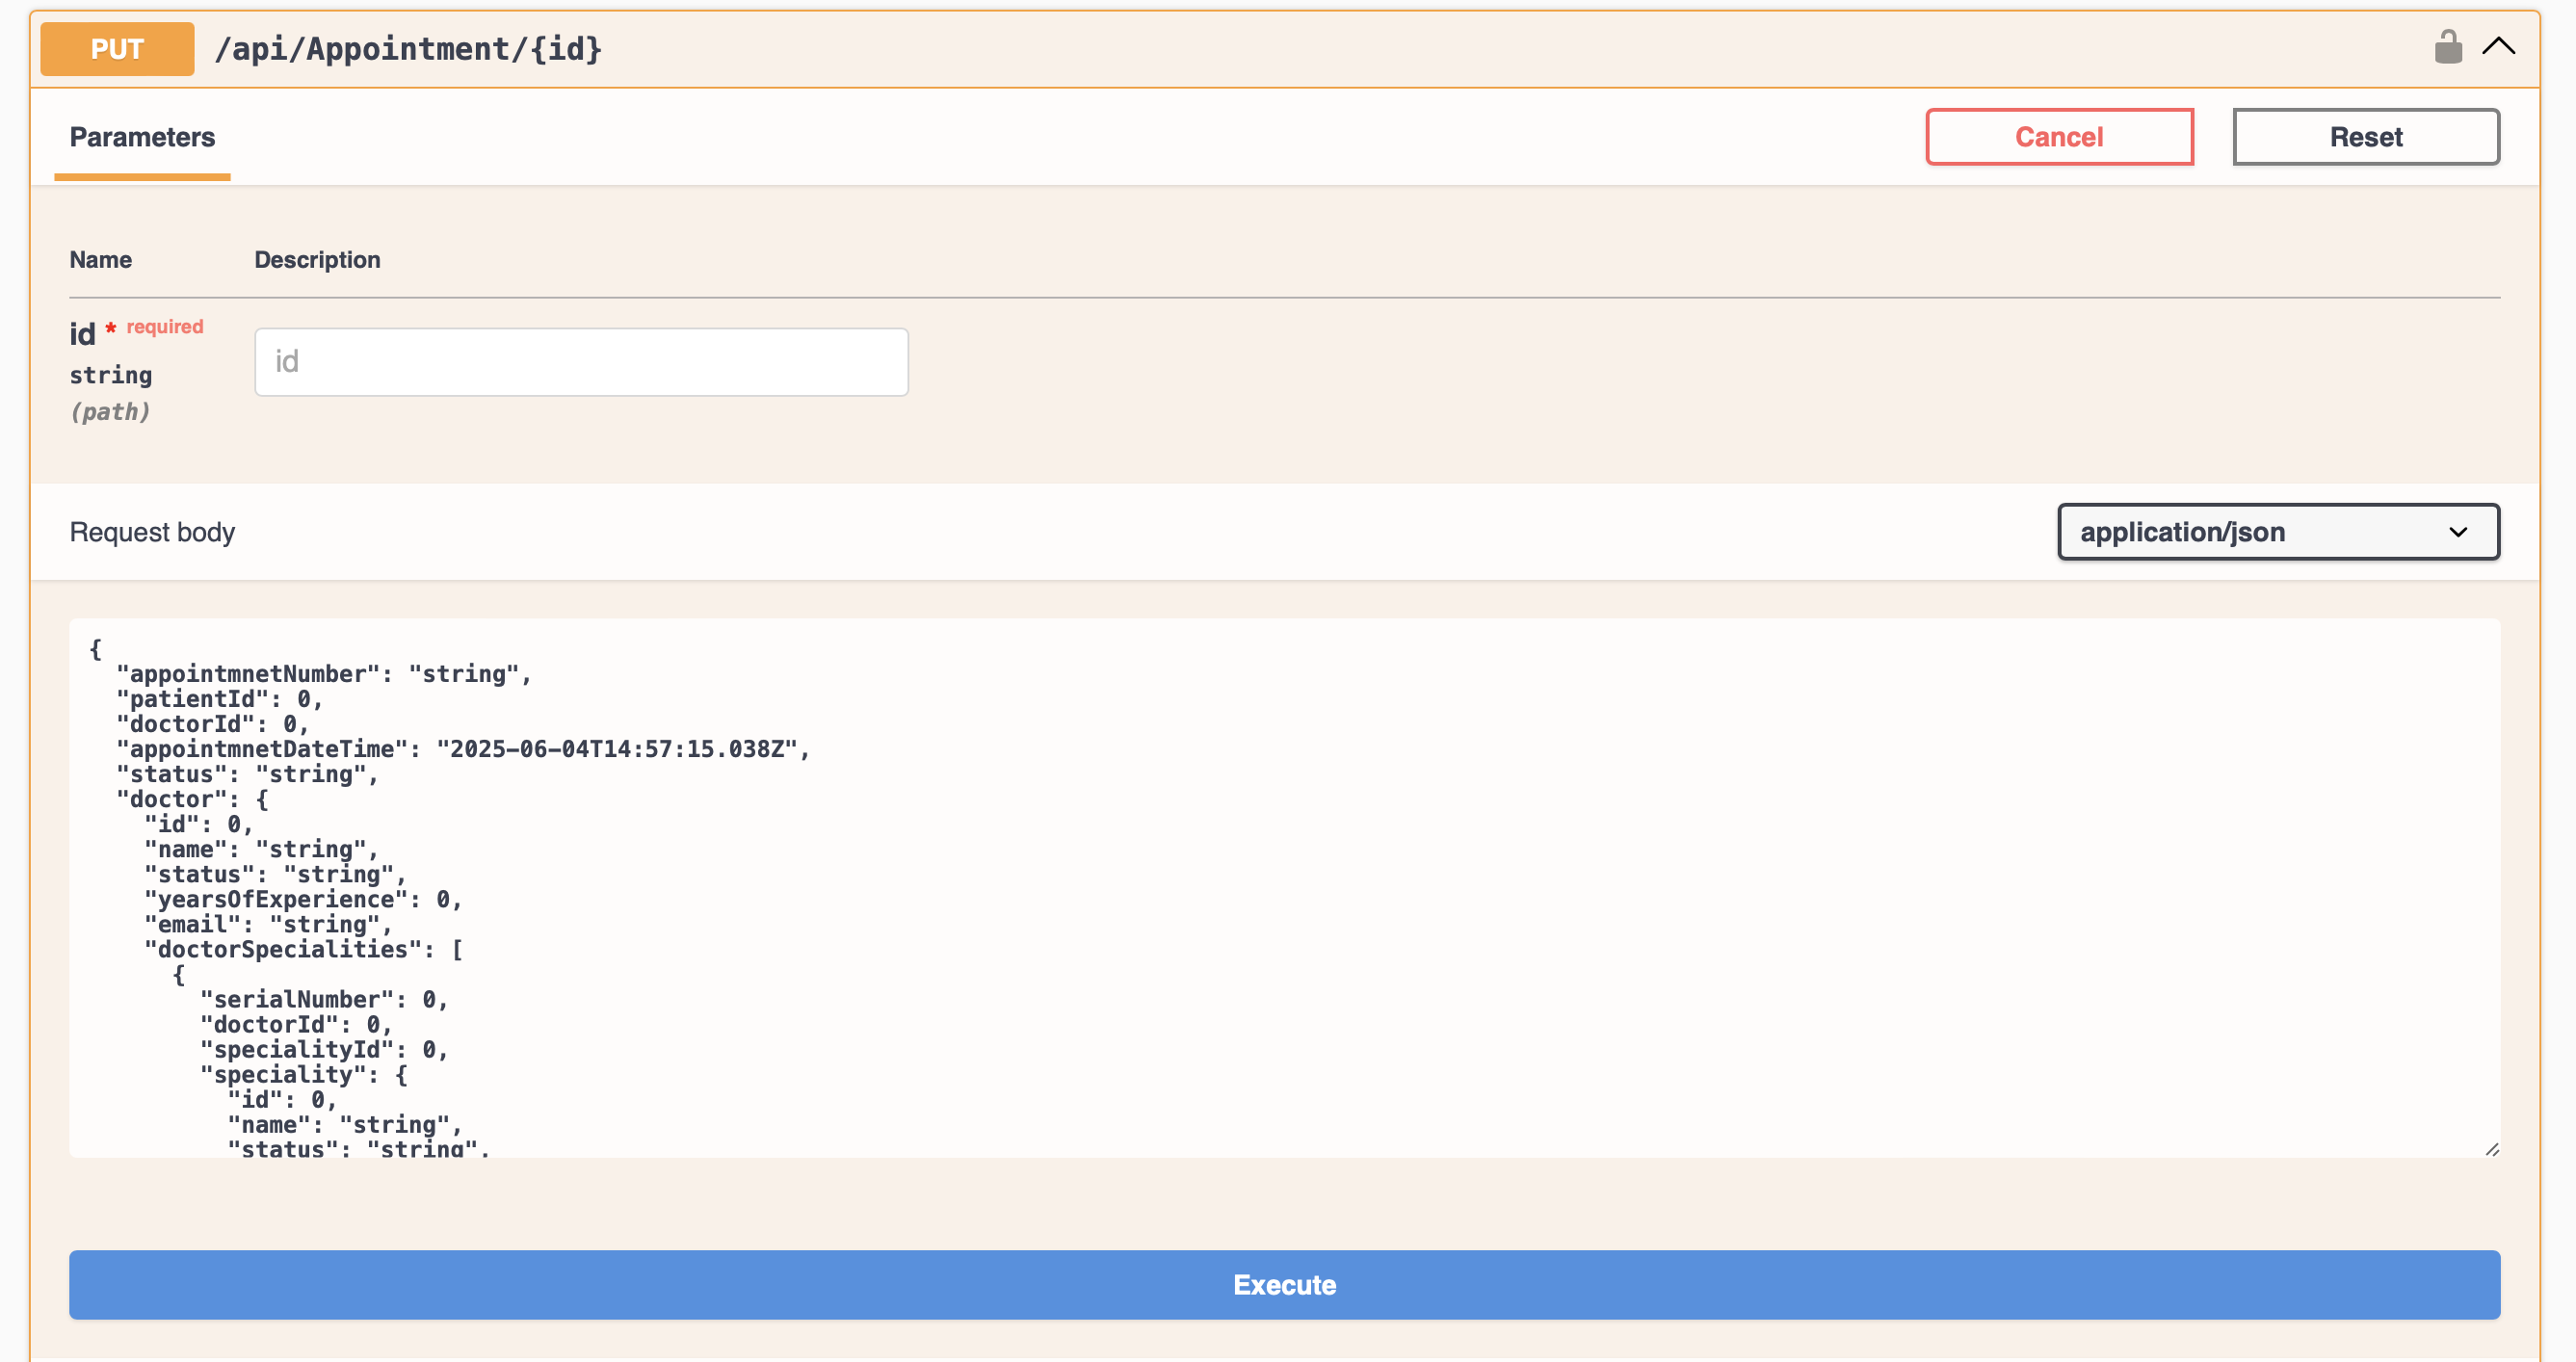 PUT /api/Appointment/{id}
Parameters
Cancel
Reset
Name Description
id * required
string
(path)
id
Request body
application/json
{
  "appointmnetNumber": "string",
  "patientId": 0,
  "doctorId": 0,
  "appointmnetDateTime": "2025-06-04T14:57:15.038Z",
  "status": "string",
  "doctor": {
    "id": 0,
    "name": "string",
    "status": "string",
    "yearsOfExperience": 0,
    "email": "string",
    "doctorSpecialities": [
      {
        "serialNumber": 0,
        "doctorId": 0,
        "specialityId": 0,
        "speciality": {
          "id": 0,
          "name": "string",
          "status": "string",
Execute